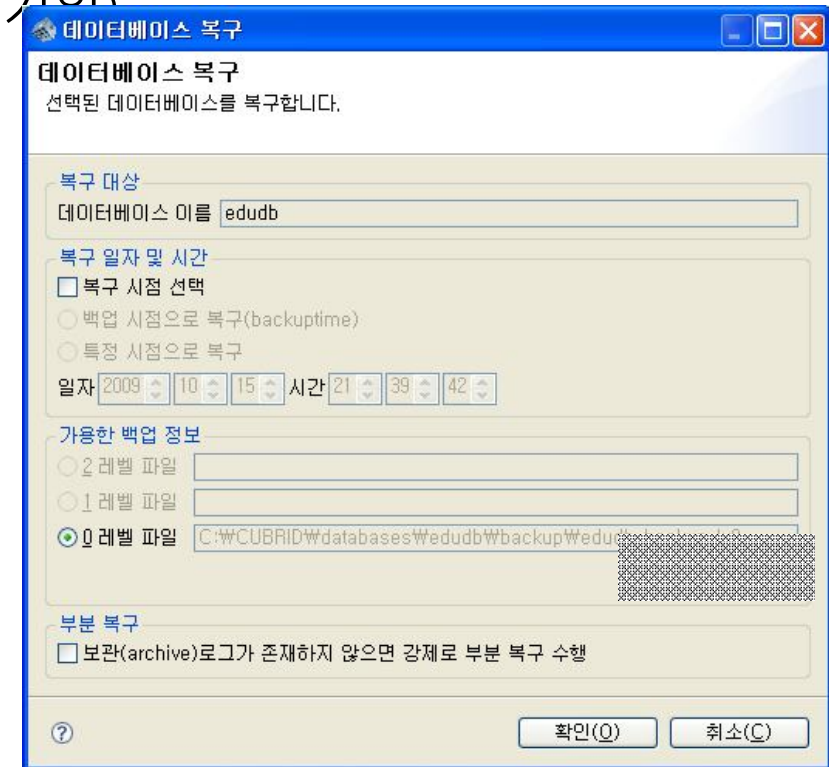 데이터베이스 복구
데이터베이스 복구
선택된 데이터베이스를 복구합니다.
복구 대상
데이터베이스 이름 edudb
복구 일자 및 시간
복구 시점 선택
백업 시점으로 복구(backuptime)
특정 시점으로 복구
일자 2009 10 15 시간 21 39 42
가용한 백업 정보
2 레벨 파일
1 레벨 파일
0 레벨 파일 C:₩CUBRID₩databases₩edudb₩backup₩
부분 복구
보관(archive)로그가 존재하지 않으면 강제로 부분 복구 수행
확인(O) 취소(C)